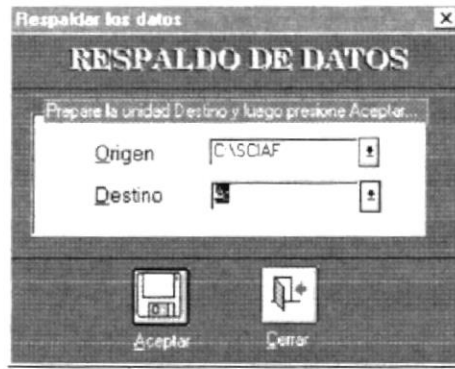 Respaldar los datos
RESPALDO DE DATOS
Prepare la unidad Destino y luego presione Aceptar...
Origen C:\SCIAF
Destino
Aceptar Cerrar